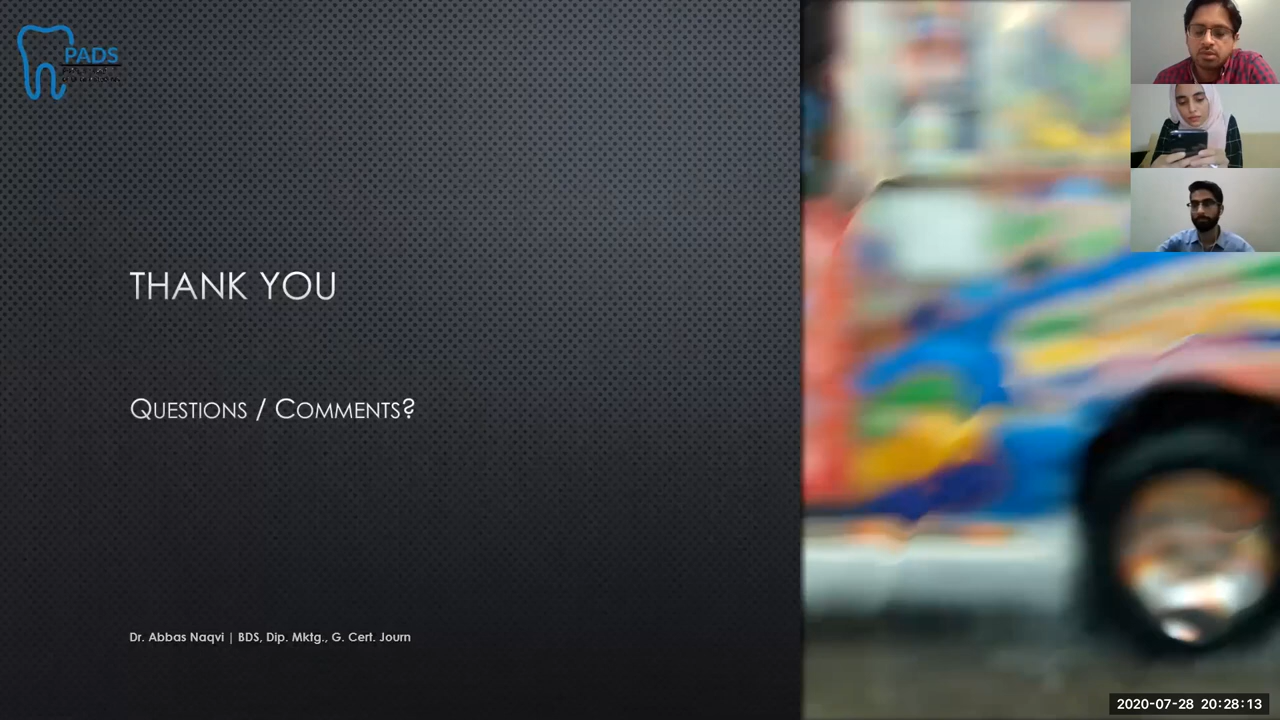 PADS
THANK YOU
QUESTIONS / COMMENTS?
Dr. Abbas Naqvi | BDS, Dip. Mktg., G. Cert. Journ
2020-07-28 20:28:13